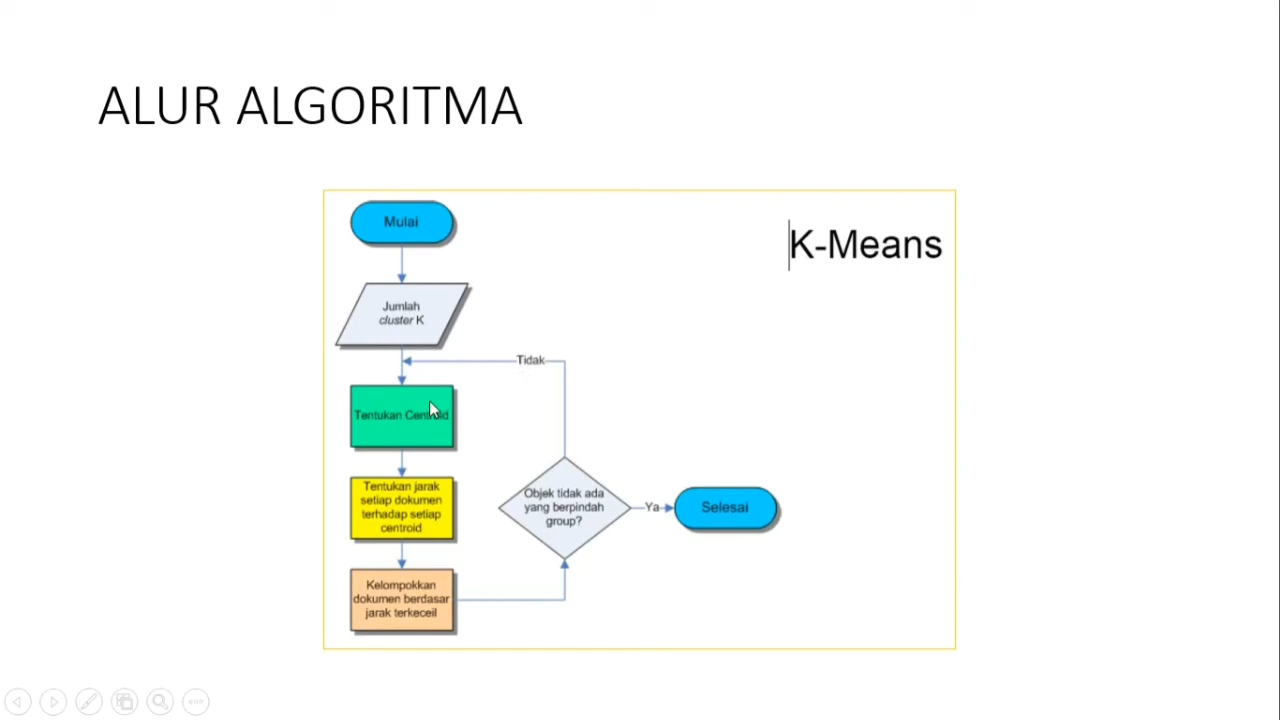 ALUR ALGORITMA
K-Means
Mulai
Jumlah
cluster K
Tidak
Tentukan Centroid
Tentukan jarak
setiap dokumen
terhadap setiap
centroid
Kelompokkan
dokumen berdasar
jarak terkeceil
Objek tidak ada
yang berpindah
group?
Ya
Selesai